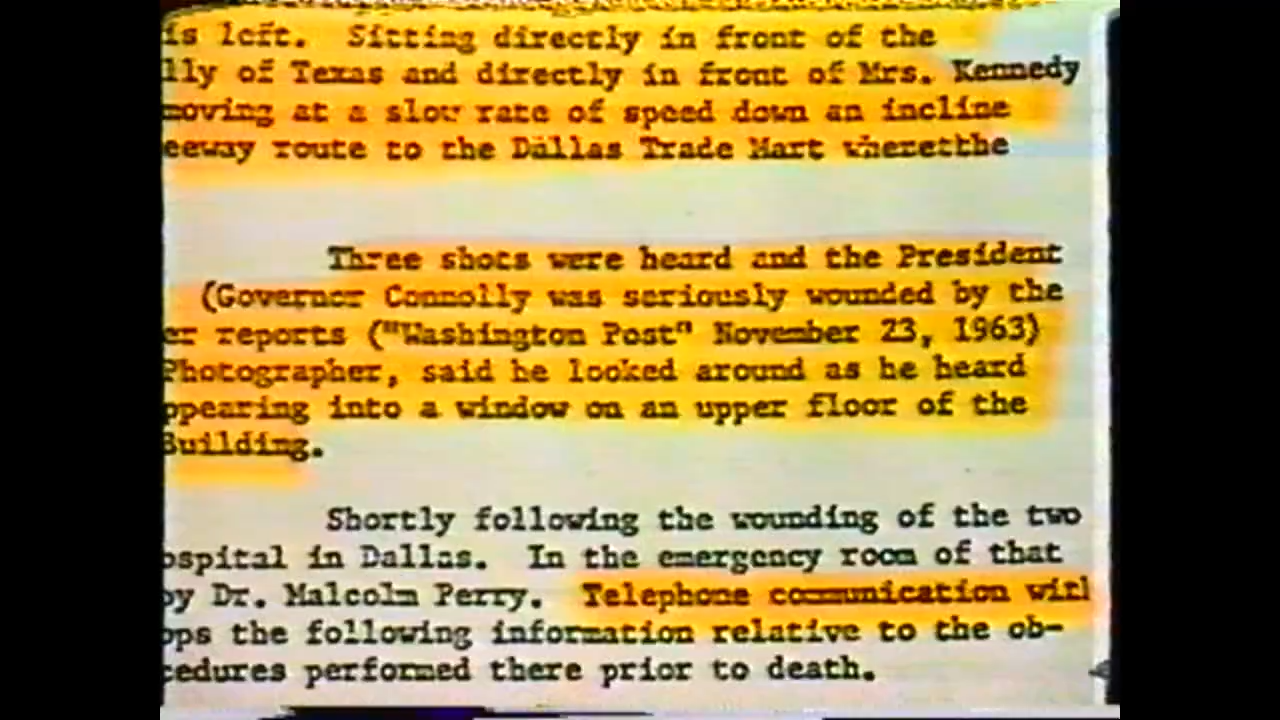 is left. Sitting directly in front of the
lly of Texas and directly in front of Mrs. Kennedy
moving at a slow rate of speed down an incline
eeway route to the Dallas Trade Mart wheretthe
Three shots were heard and the President
(Governor Connolly was seriously wounded by the
er reports ("Washington Post" November 23, 1963)
Photographer, said he looked around as he heard
ppearing into a window on an upper floor of the
Building.
Shortly following the wounding of the two
ospital in Dallas. In the emergency room of that
by Dr. Malcolm Perry. Telephone communication with
ops the following information relative to the ob-
cedures performed there prior to death.